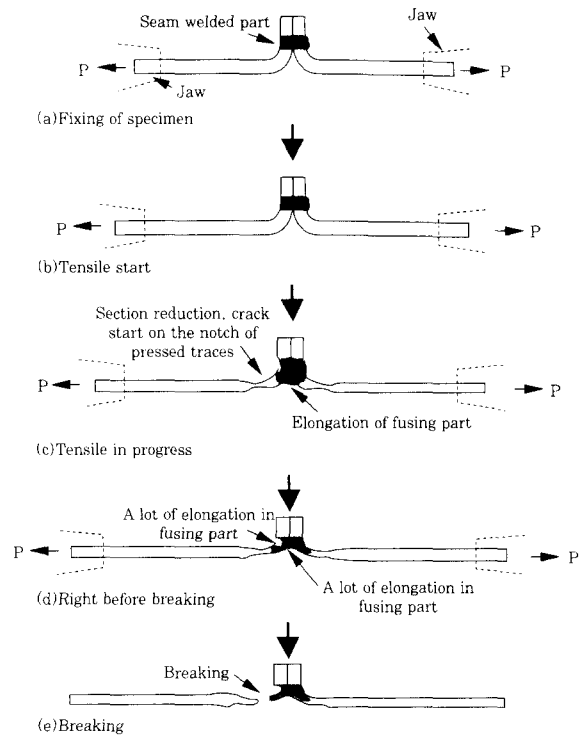 Seam welded part
Jaw
P
P
Jaw
(a)Fixing of specimen
P
P
(b)Tensile start
Section reduction, crack
start on the notch of
pressed traces
P
P
Elongation of fusing part
(c)Tensile in progress
A lot of elongation in
fusing part
P
P
A lot of elongation in
fusing part
(d)Right before breaking
Breaking
(e)Breaking